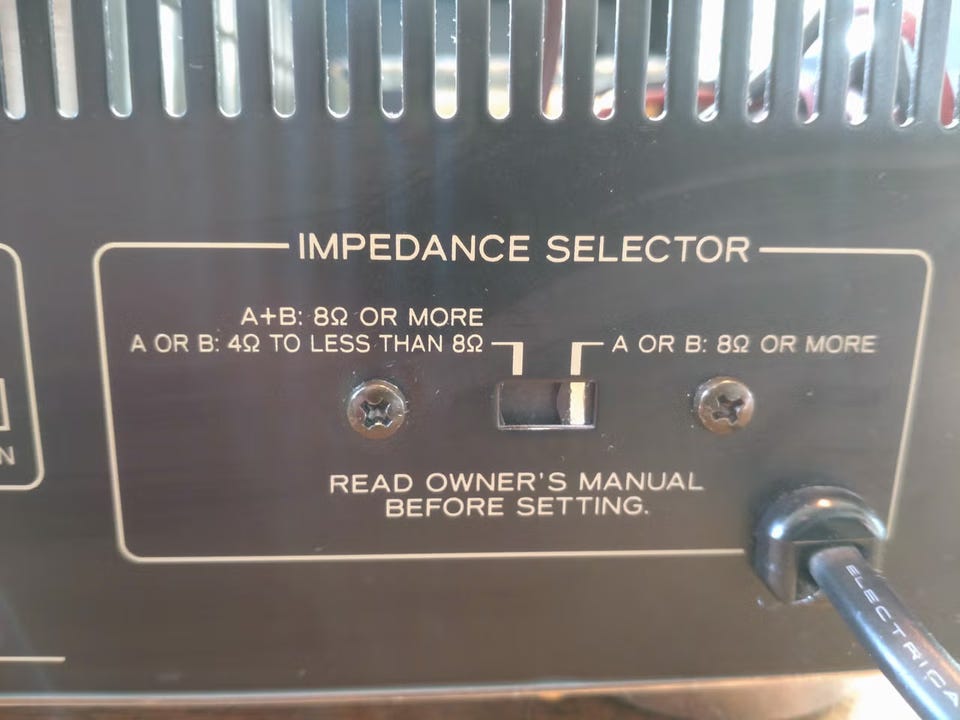 IMPEDANCE SELECTOR
A+B: 8Ω OR MORE
A OR B: 4Ω TO LESS THAN 8Ω
A OR B: 8Ω OR MORE
READ OWNER'S MANUAL
BEFORE SETTING.
N
ELECTRICA